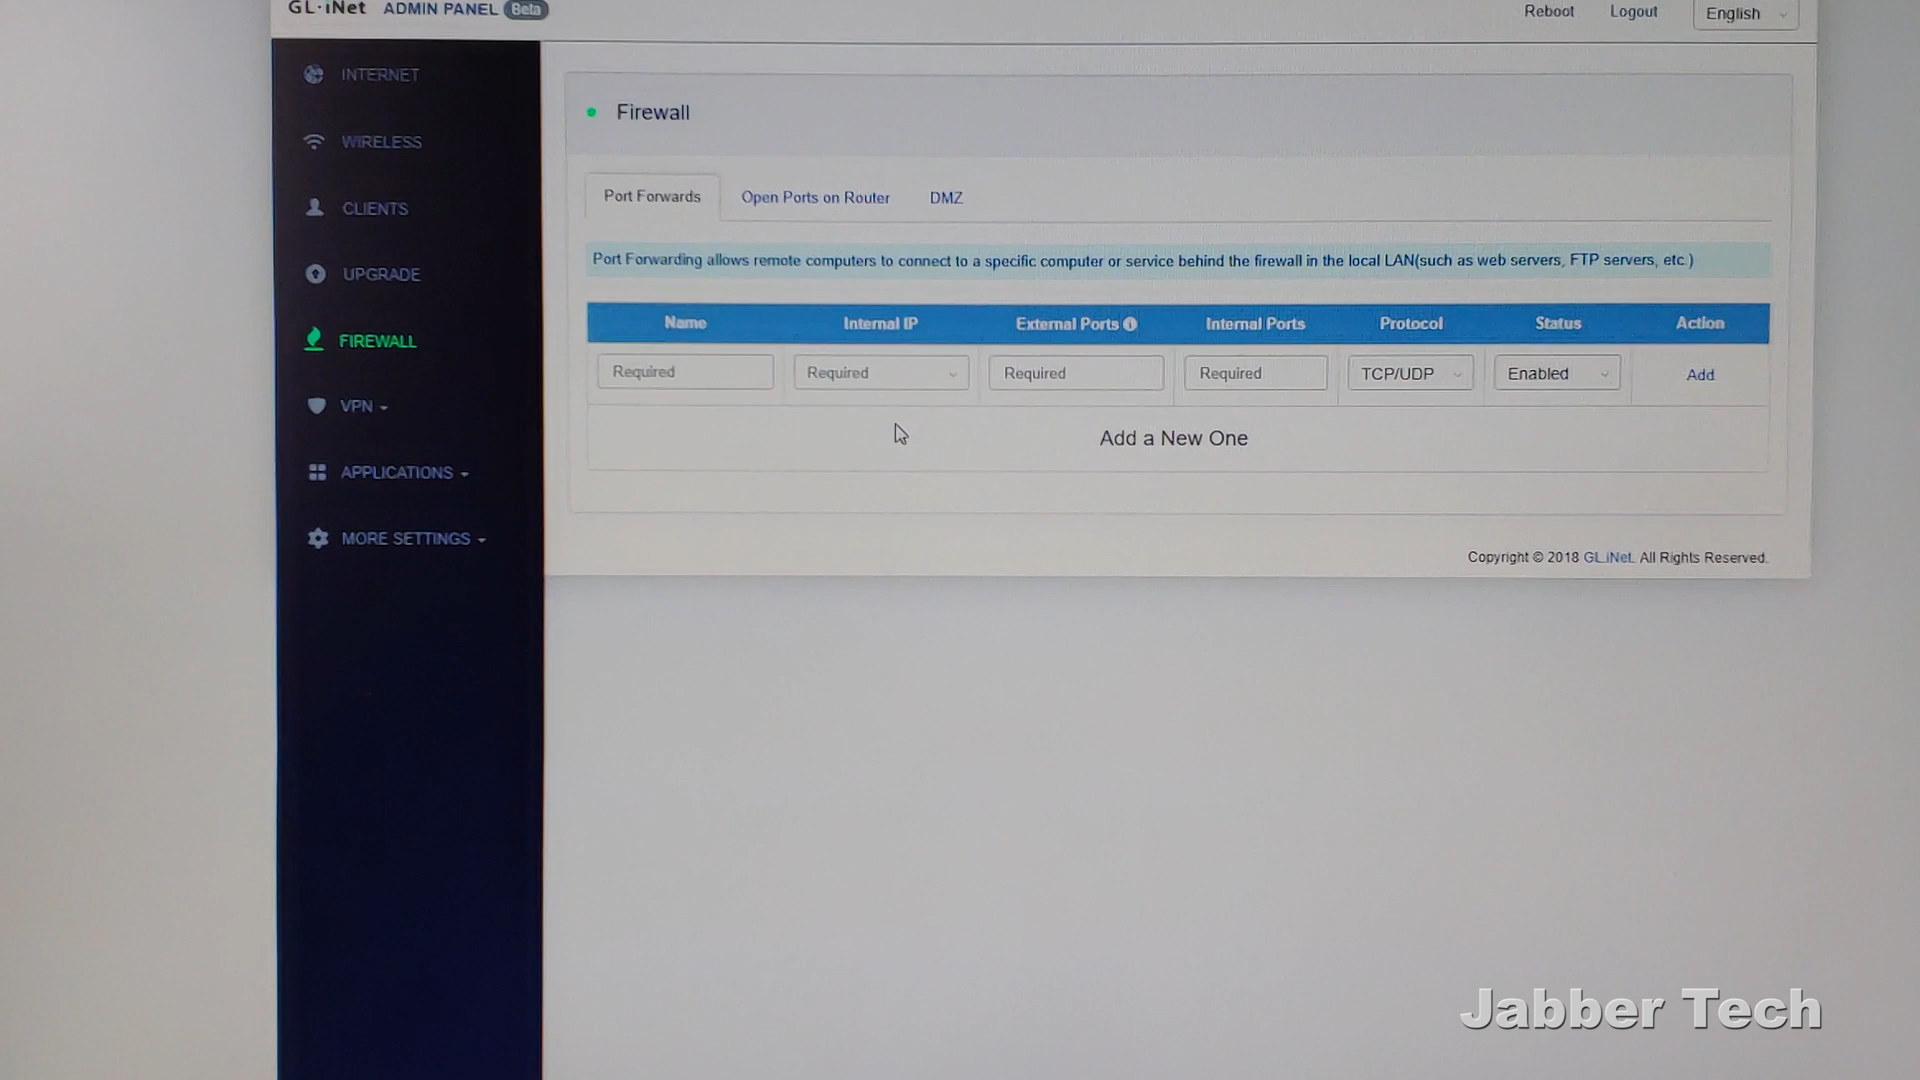 GL·iNet ADMIN PANEL Beta
Reboot Logout English
INTERNET
WIRELESS
CLIENTS
UPGRADE
FIREWALL
VPN
APPLICATIONS
MORE SETTINGS
Firewall
Port Forwards Open Ports on Router DMZ
Port Forwarding allows remote computers to connect to a specific computer or service behind the firewall in the local LAN(such as web servers, FTP servers, etc.)
Name Internal IP External Ports Internal Ports Protocol Status Action
Required Required Required Required TCP/UDP Enabled Add
Add a New One
Copyright © 2018 GL.iNet. All Rights Reserved.
Jabber Tech